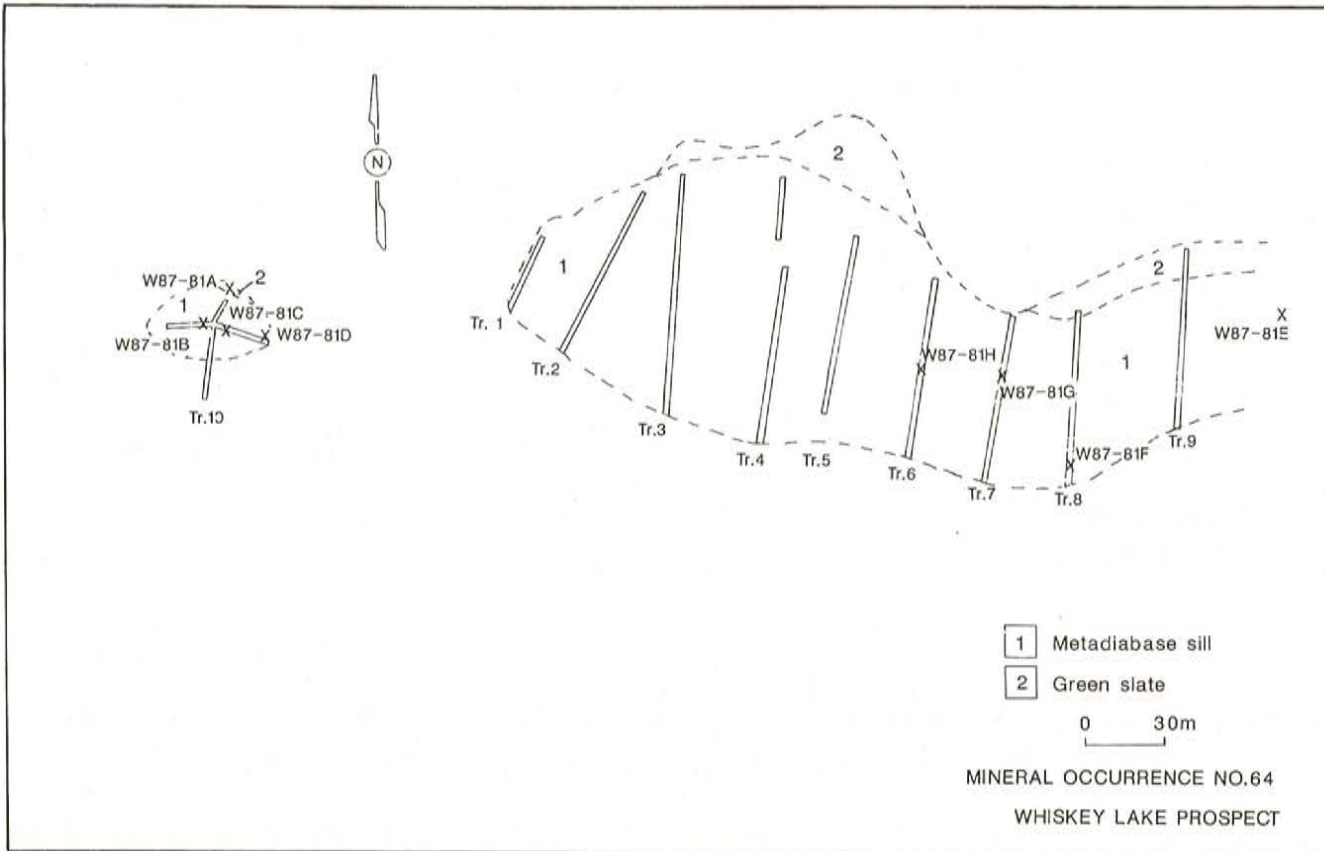 N
2
1
2
W87-81A
2
1
W87-81C
W87-81B
W87-81D
Tr.10
Tr. 1
Tr.2
Tr.3
Tr.4
Tr.5
Tr.6
Tr.7
Tr.8
Tr.9
W87-81H
W87-81G
W87-81F
1
X
W87-81E
1 Metadiabase sill
2 Green slate
0 30m
MINERAL OCCURRENCE NO.64
WHISKEY LAKE PROSPECT